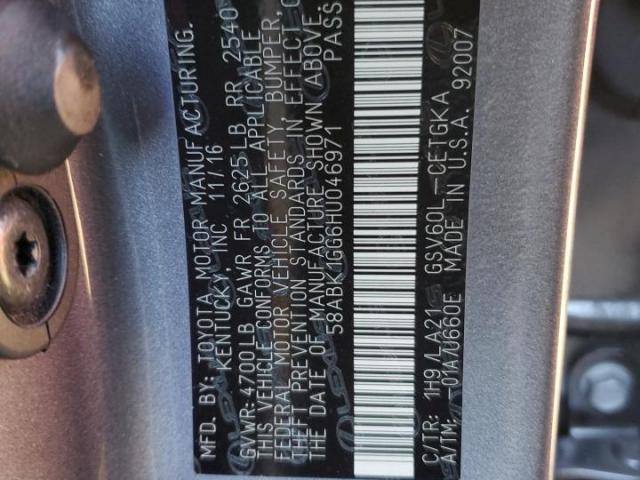 MFD. BY: TOYOTA MOTOR MANUFACTURING.
KENTUCKY, INC 11/16
GVWR: 4700LB GAWR FR 2625LB RR 2540
THIS VEHICLE CONFORMS TO ALL APPLICABLE
FEDERAL MOTOR VEHICLE SAFETY, BUMPER,
THEFT PREVENTION STANDARDS IN EFFECT O
THE DATE OF MANUFACTURE SHOWN ABOVE.
58ABK1GG6HU046971 PASS
C/TR: 1H9/LA21 GSV60L-CETGKA
A/TM: -01A/U660E MADE IN U.S.A. 92007